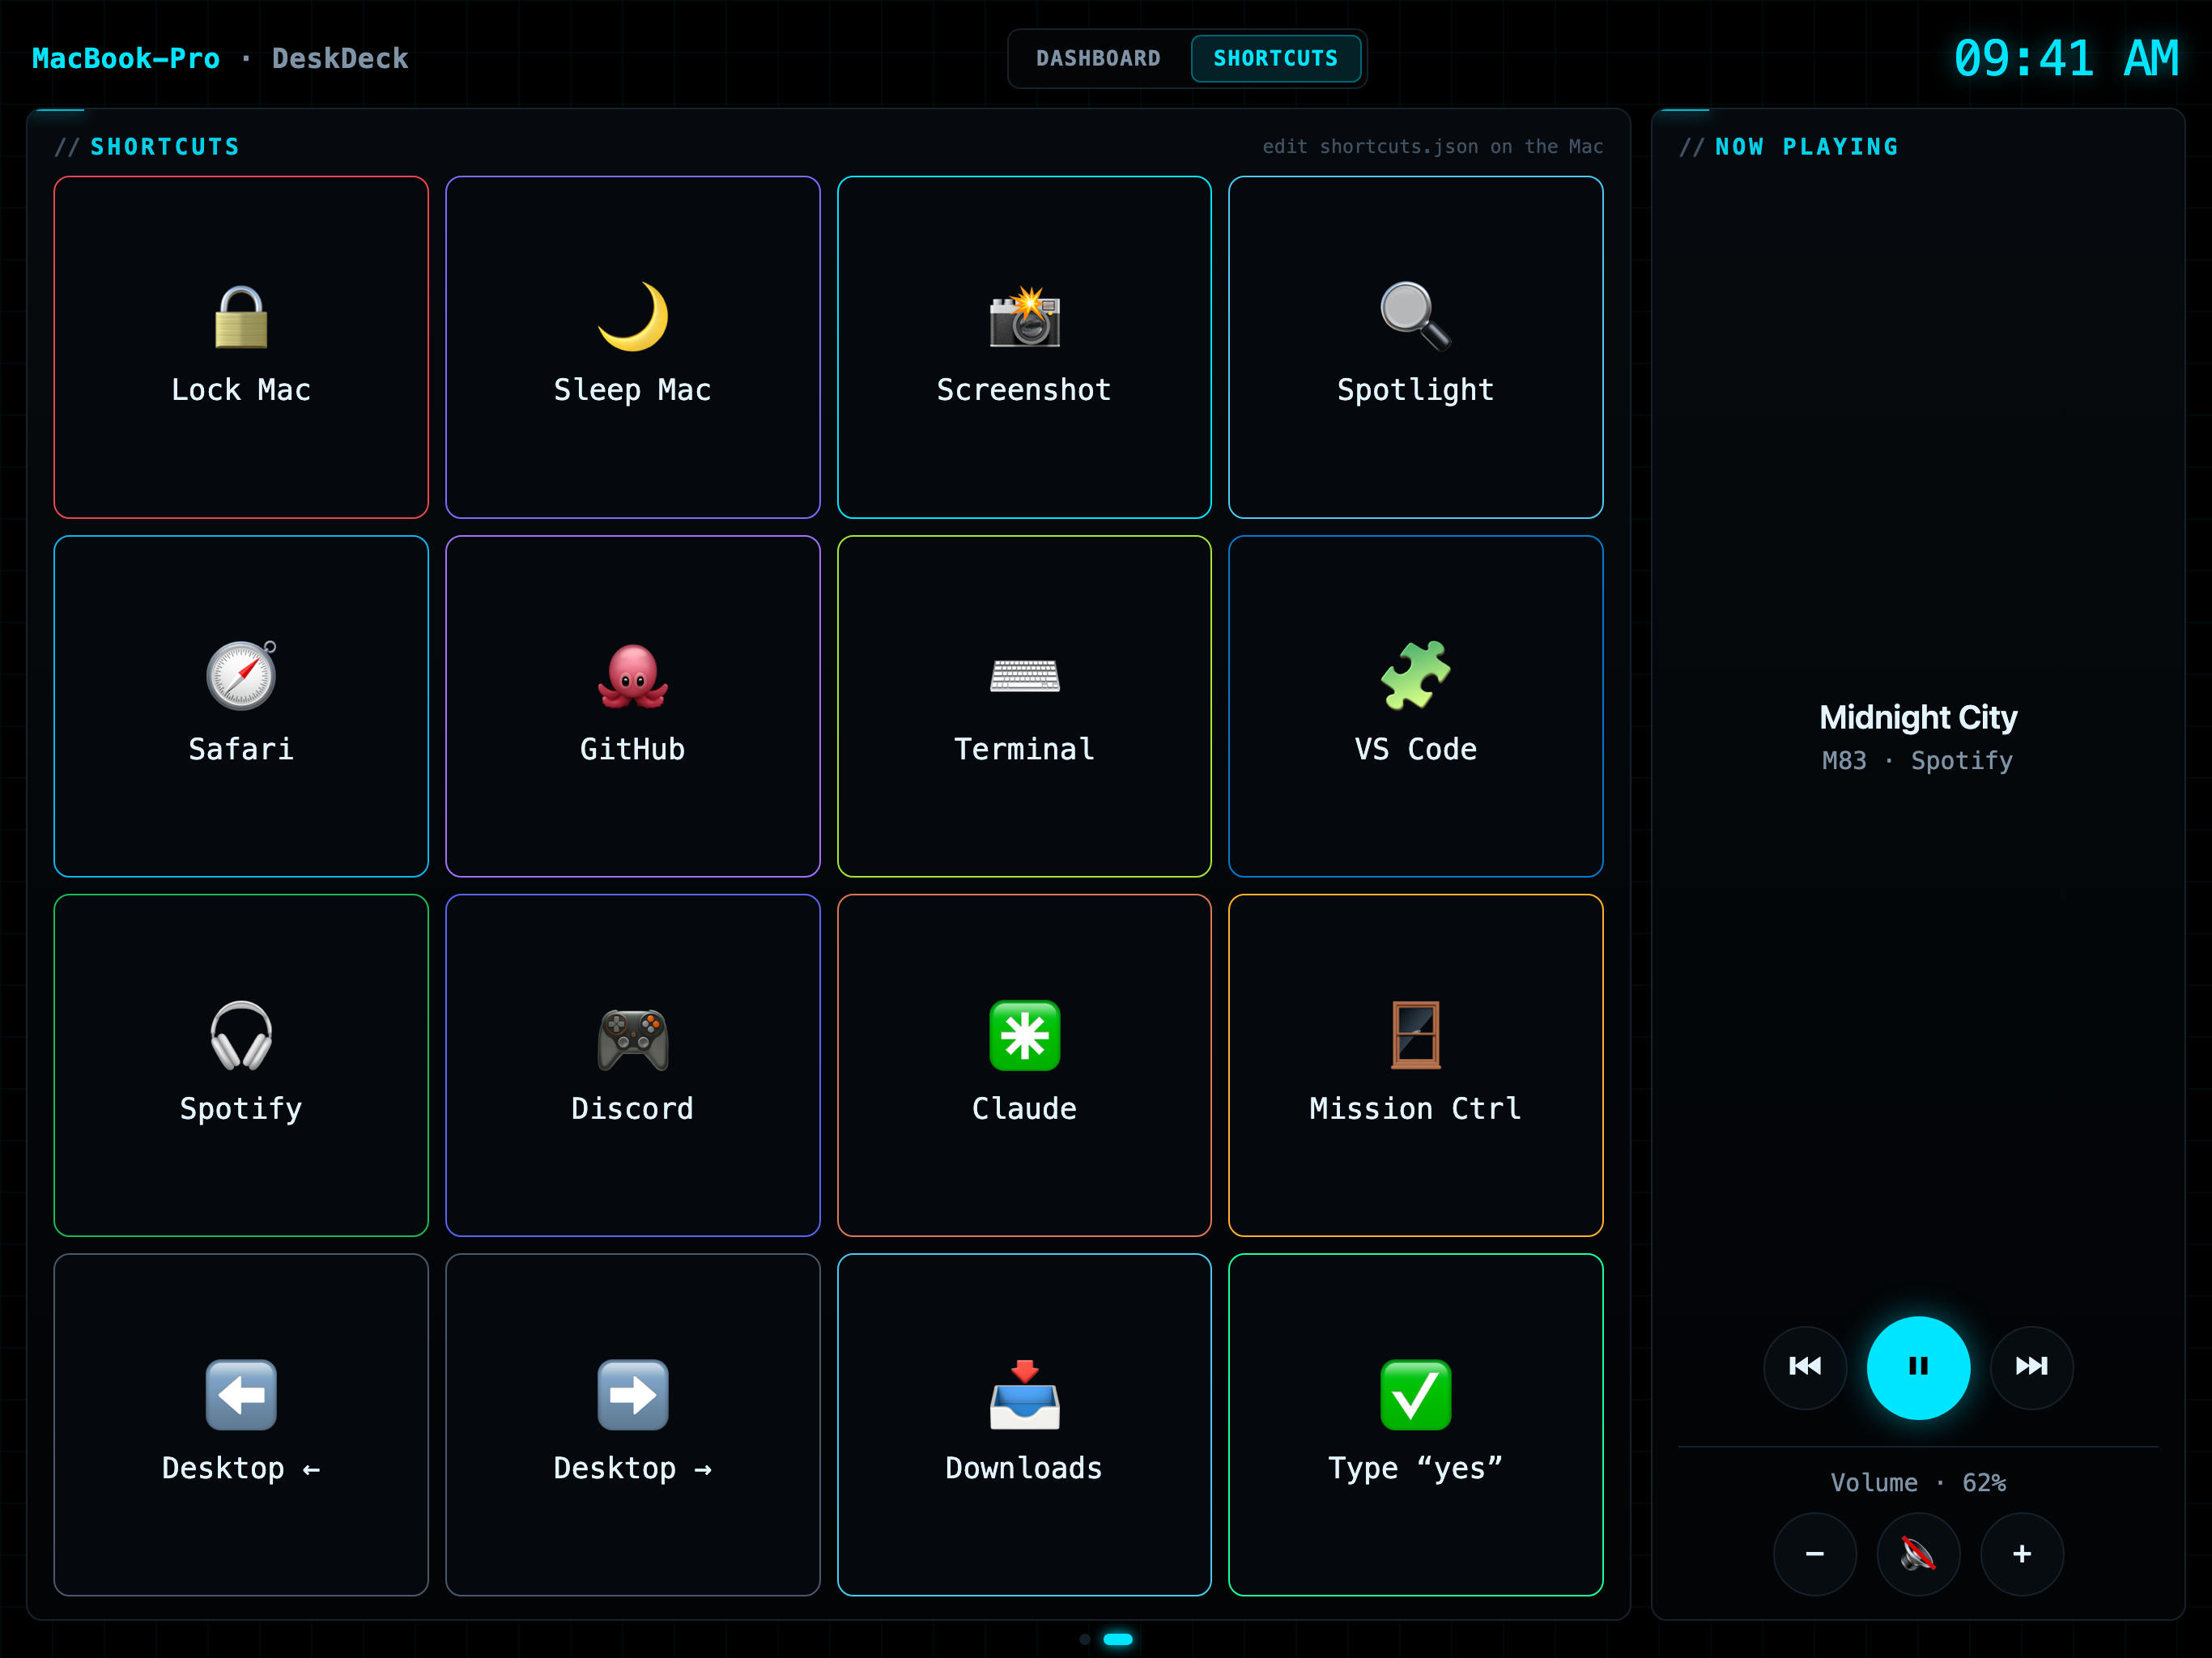 MacBook-Pro · DeskDeck
DASHBOARD
SHORTCUTS
09:41 AM
// SHORTCUTS
edit shortcuts.json on the Mac
Lock Mac
Sleep Mac
Screenshot
Spotlight
Safari
GitHub
Terminal
VS Code
Spotify
Discord
Claude
Mission Ctrl
Desktop ←
Desktop →
Downloads
Type “yes”
// NOW PLAYING
Midnight City
M83 · Spotify
Volume · 62%